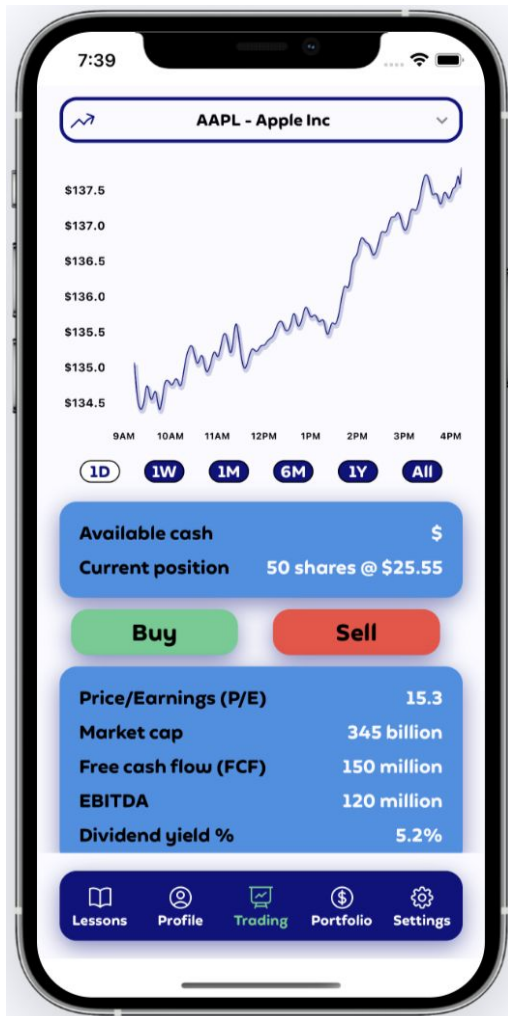 7:39
AAPL - Apple Inc
$137.5
$137.0
$136.5
$136.0
$135.5
$135.0
$134.5
9AM 10AM 11AM 12PM 1PM 2PM 3PM 4PM
1D 1W 1M 6M 1Y All
Available cash $
Current position 50 shares @ $25.55
Buy Sell
Price/Earnings (P/E) 15.3
Market cap 345 billion
Free cash flow (FCF) 150 million
EBITDA 120 million
Dividend yield % 5.2%
Lessons Profile Trading Portfolio Settings